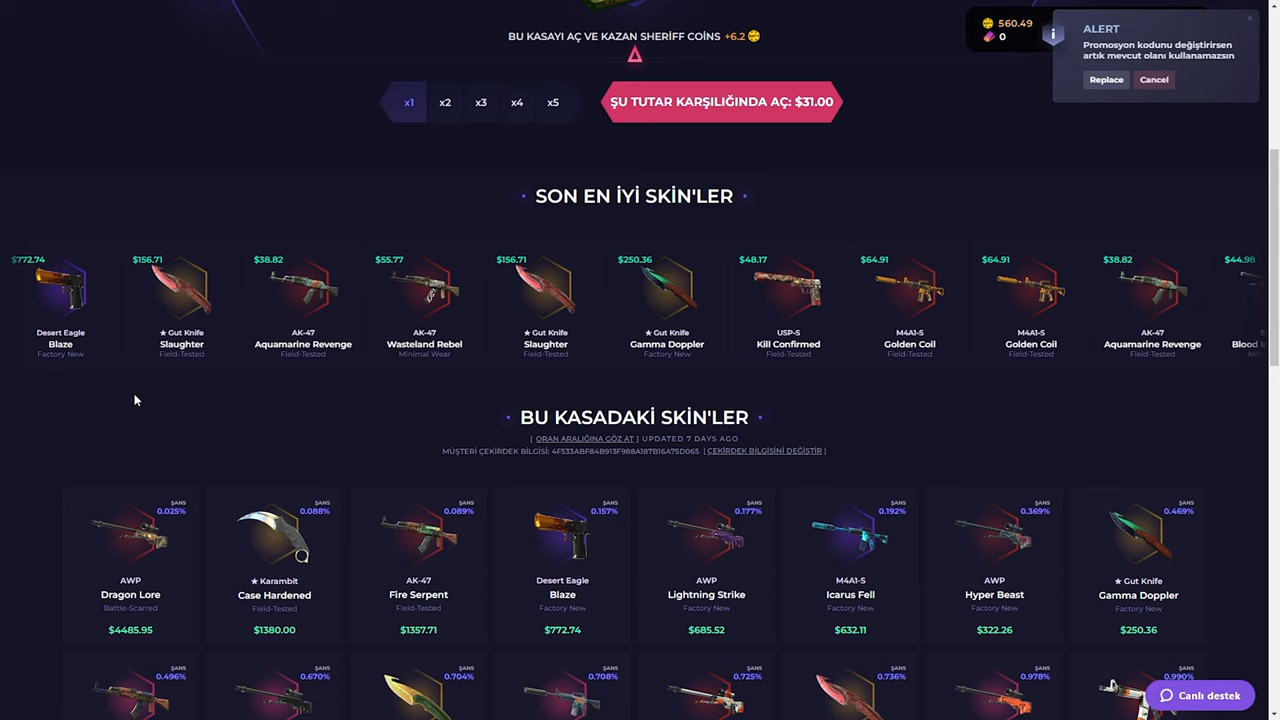 BU KASAYI AÇ VE KAZAN SHERIFF COİNS +6.2
560.49
0
ALERT
Promosyon kodunu değiştirirsen
artık mevcut olanı kullanamazsın
Replace Cancel
x1 x2 x3 x4 x5
ŞU TUTAR KARŞILIĞINDA AÇ: $31.00
SON EN İYİ SKİN'LER
$772.74 $156.71 $38.82 $55.77 $156.71 $250.36 $48.17 $64.91 $64.91 $38.82 $44.98
Desert Eagle ★ Gut Knife AK-47 AK-47 ★ Gut Knife ★ Gut Knife USP-S M4A1-S M4A1-S AK-47
Blaze Slaughter Aquamarine Revenge Wasteland Rebel Slaughter Gamma Doppler Kill Confirmed Golden Coil Golden Coil Aquamarine Revenge Blood
Factory New Field-Tested Field-Tested Minimal Wear Field-Tested Factory New Field-Tested Field-Tested Field-Tested Field-Tested
BU KASADAKİ SKİN'LER
[ ORAN ARALIĞINA GÖZ AT ] UPDATED 7 DAYS AGO
MÜŞTERİ ÇEKİRDEK BİLGİSİ: 4F533ABF84B913F988A187B16A75D065 [ ÇEKİRDEK BİLGİSİNİ DEĞİŞTİR ]
ŞANS ŞANS ŞANS ŞANS ŞANS ŞANS ŞANS ŞANS
0.025% 0.088% 0.089% 0.157% 0.177% 0.192% 0.369% 0.469%
AWP ★ Karambit AK-47 Desert Eagle AWP M4A1-S AWP ★ Gut Knife
Dragon Lore Case Hardened Fire Serpent Blaze Lightning Strike Icarus Fell Hyper Beast Gamma Doppler
Battle-Scarred Field-Tested Field-Tested Factory New Factory New Factory New Factory New Factory New
$4485.95 $1380.00 $1357.71 $772.74 $685.52 $632.11 $322.26 $250.36
ŞANS ŞANS ŞANS ŞANS ŞANS ŞANS ŞANS ŞANS
0.496% 0.670% 0.704% 0.708% 0.725% 0.736% 0.978% 0.990%
Canlı destek